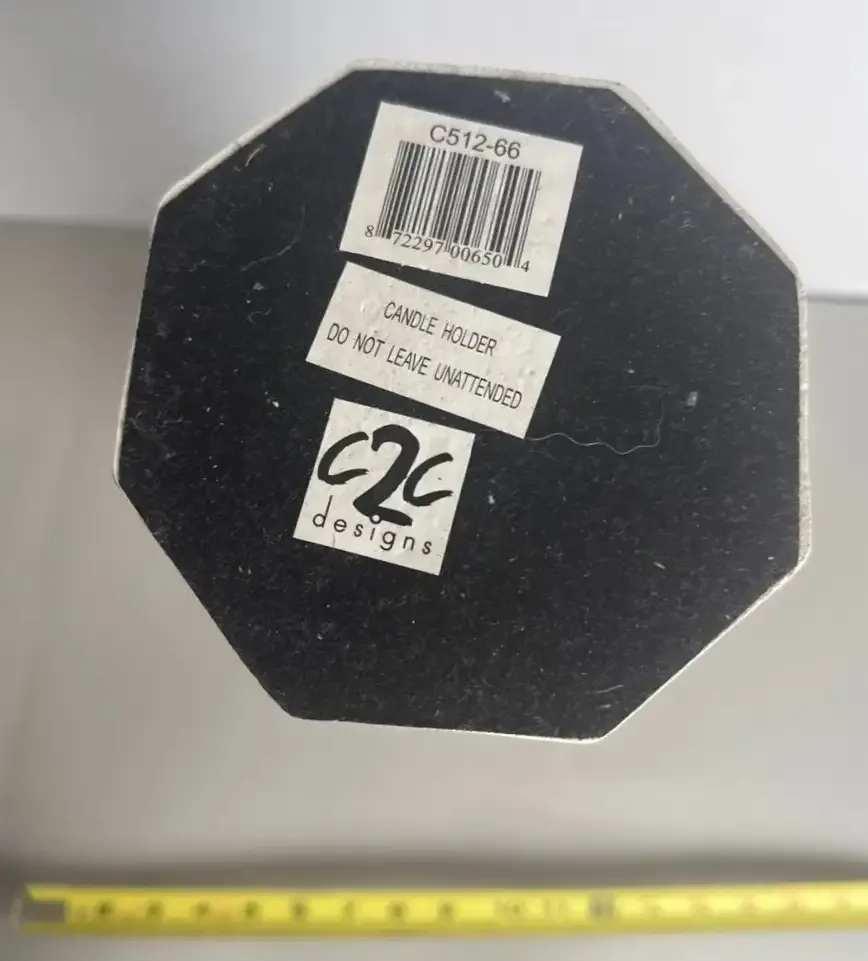 C512-66
8 72297 00650 4
CANDLE HOLDER
DO NOT LEAVE UNATTENDED
c2c
designs